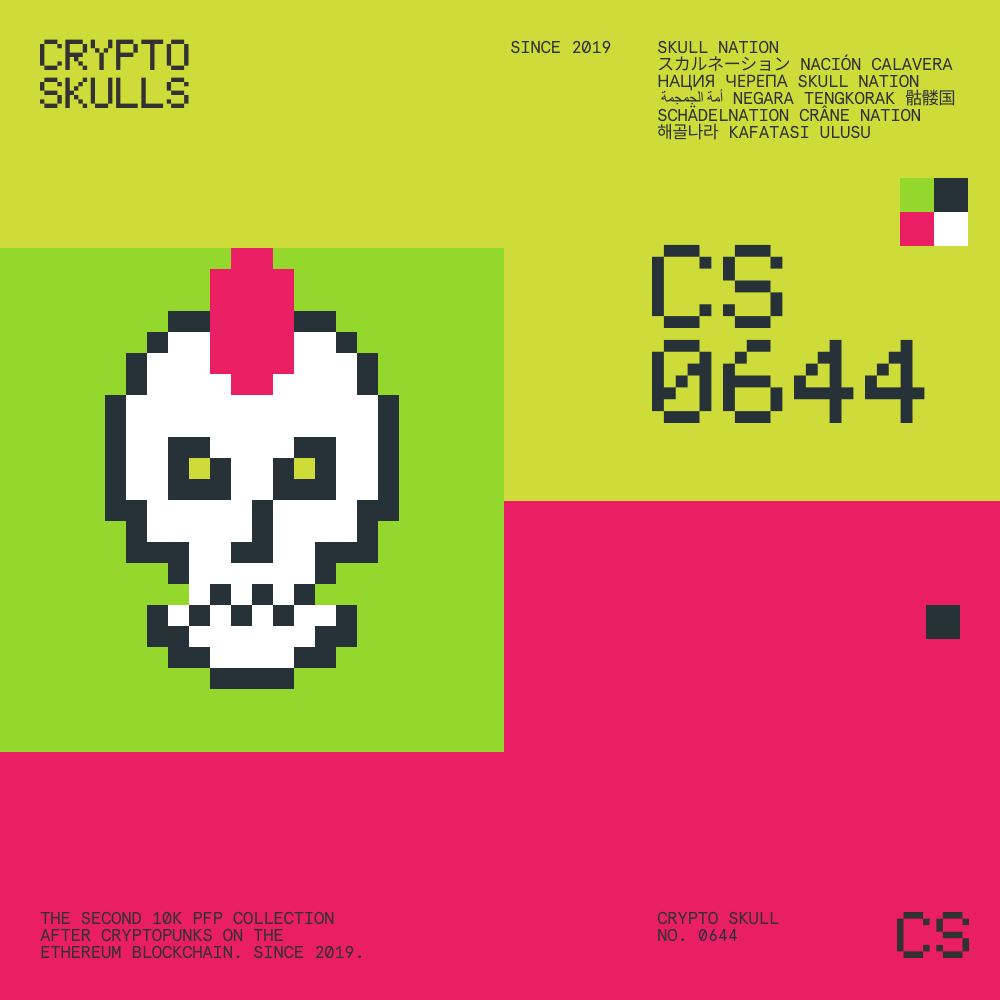 CRYPTO
SKULLS
SINCE 2019
SKULL NATION
スカルネーション NACIÓN CALAVERA
НАЦИЯ ЧЕРЕПА SKULL NATION
أمة الجمجمة NEGARA TENGKORAK 骷髅国
SCHÄDELNATION CRÂNE NATION
해골나라 KAFATASI ULUSU
CS
0644
THE SECOND 10K PFP COLLECTION
AFTER CRYPTOPUNKS ON THE
ETHEREUM BLOCKCHAIN. SINCE 2019.
CRYPTO SKULL
NO. 0644
CS